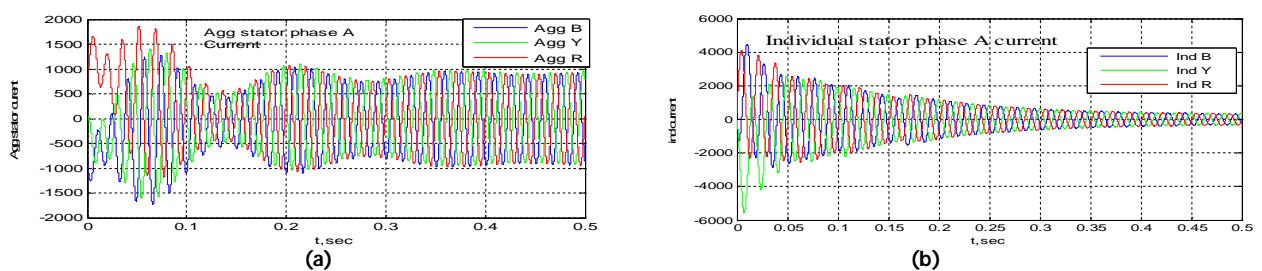 2000
1500
1000
500
0
-500
-1000
-1500
-2000
Agg stator current
Agg stator phase A
Current
Agg B
Agg Y
Agg R
0
0.1
0.2
0.3
0.4
0.5
t,sec
(a)
6000
4000
2000
0
-2000
-4000
-6000
ind current
Individual stator phase A current
Ind B
Ind Y
Ind R
0
0.05
0.1
0.15
0.2
0.25
0.3
0.35
0.4
0.45
0.5
t,sec
(b)